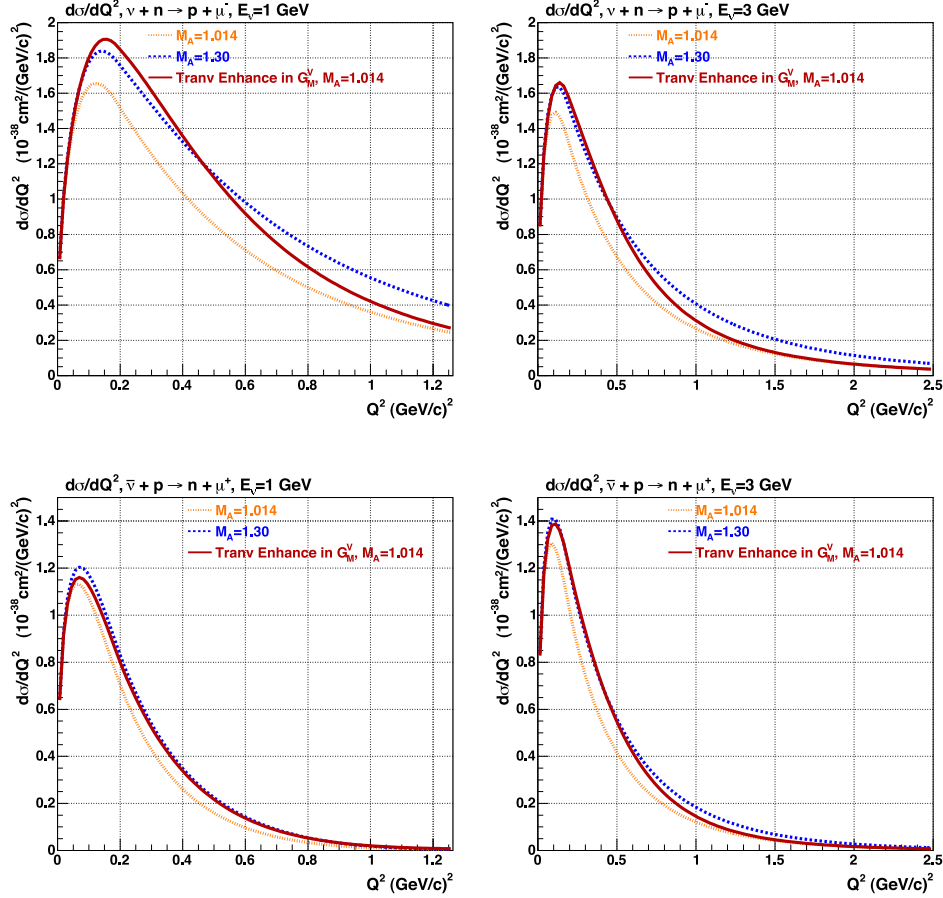 dσ/dQ², ν + n → p + μ⁻, E_ν=1 GeV
M_A=1.014
M_A=1.30
Tranv Enhance in G_M^V, M_A=1.014
dσ/dQ² (10⁻³⁸cm²/(GeV/c)²)
2
1.8
1.6
1.4
1.2
1
0.8
0.6
0.4
0.2
0
0 0.2 0.4 0.6 0.8 1 1.2
Q² (GeV/c)²
dσ/dQ², ν + n → p + μ⁻, E_ν=3 GeV
M_A=1.014
M_A=1.30
Tranv Enhance in G_M^V, M_A=1.014
dσ/dQ² (10⁻³⁸cm²/(GeV/c)²)
2
1.8
1.6
1.4
1.2
1
0.8
0.6
0.4
0.2
0
0 0.5 1 1.5 2 2.5
Q² (GeV/c)²
dσ/dQ², ν̄ + p → n + μ⁺, E_ν=1 GeV
M_A=1.014
M_A=1.30
Tranv Enhance in G_M^V, M_A=1.014
dσ/dQ² (10⁻³⁸cm²/(GeV/c)²)
1.4
1.2
1
0.8
0.6
0.4
0.2
0
0 0.2 0.4 0.6 0.8 1 1.2
Q² (GeV/c)²
dσ/dQ², ν̄ + p → n + μ⁺, E_ν=3 GeV
M_A=1.014
M_A=1.30
Tranv Enhance in G_M^V, M_A=1.014
dσ/dQ² (10⁻³⁸cm²/(GeV/c)²)
1.4
1.2
1
0.8
0.6
0.4
0.2
0
0 0.5 1 1.5 2 2.5
Q² (GeV/c)²